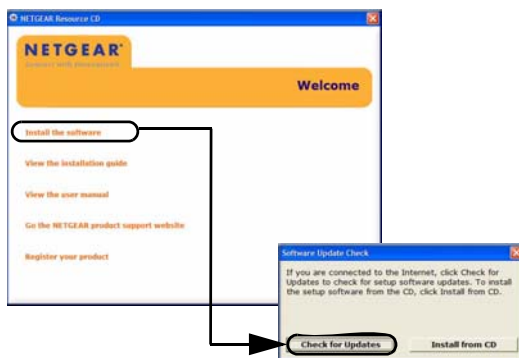 NETGEAR Resource CD
NETGEAR®
Connect with Innovation™
Welcome
Install the software
View the installation guide
View the user manual
Go the NETGEAR product support website
Register your product
Software Update Check
If you are connected to the Internet, click Check for
Updates to check for setup software updates. To install
the setup software from the CD, click Install from CD.
Check for Updates
Install from CD